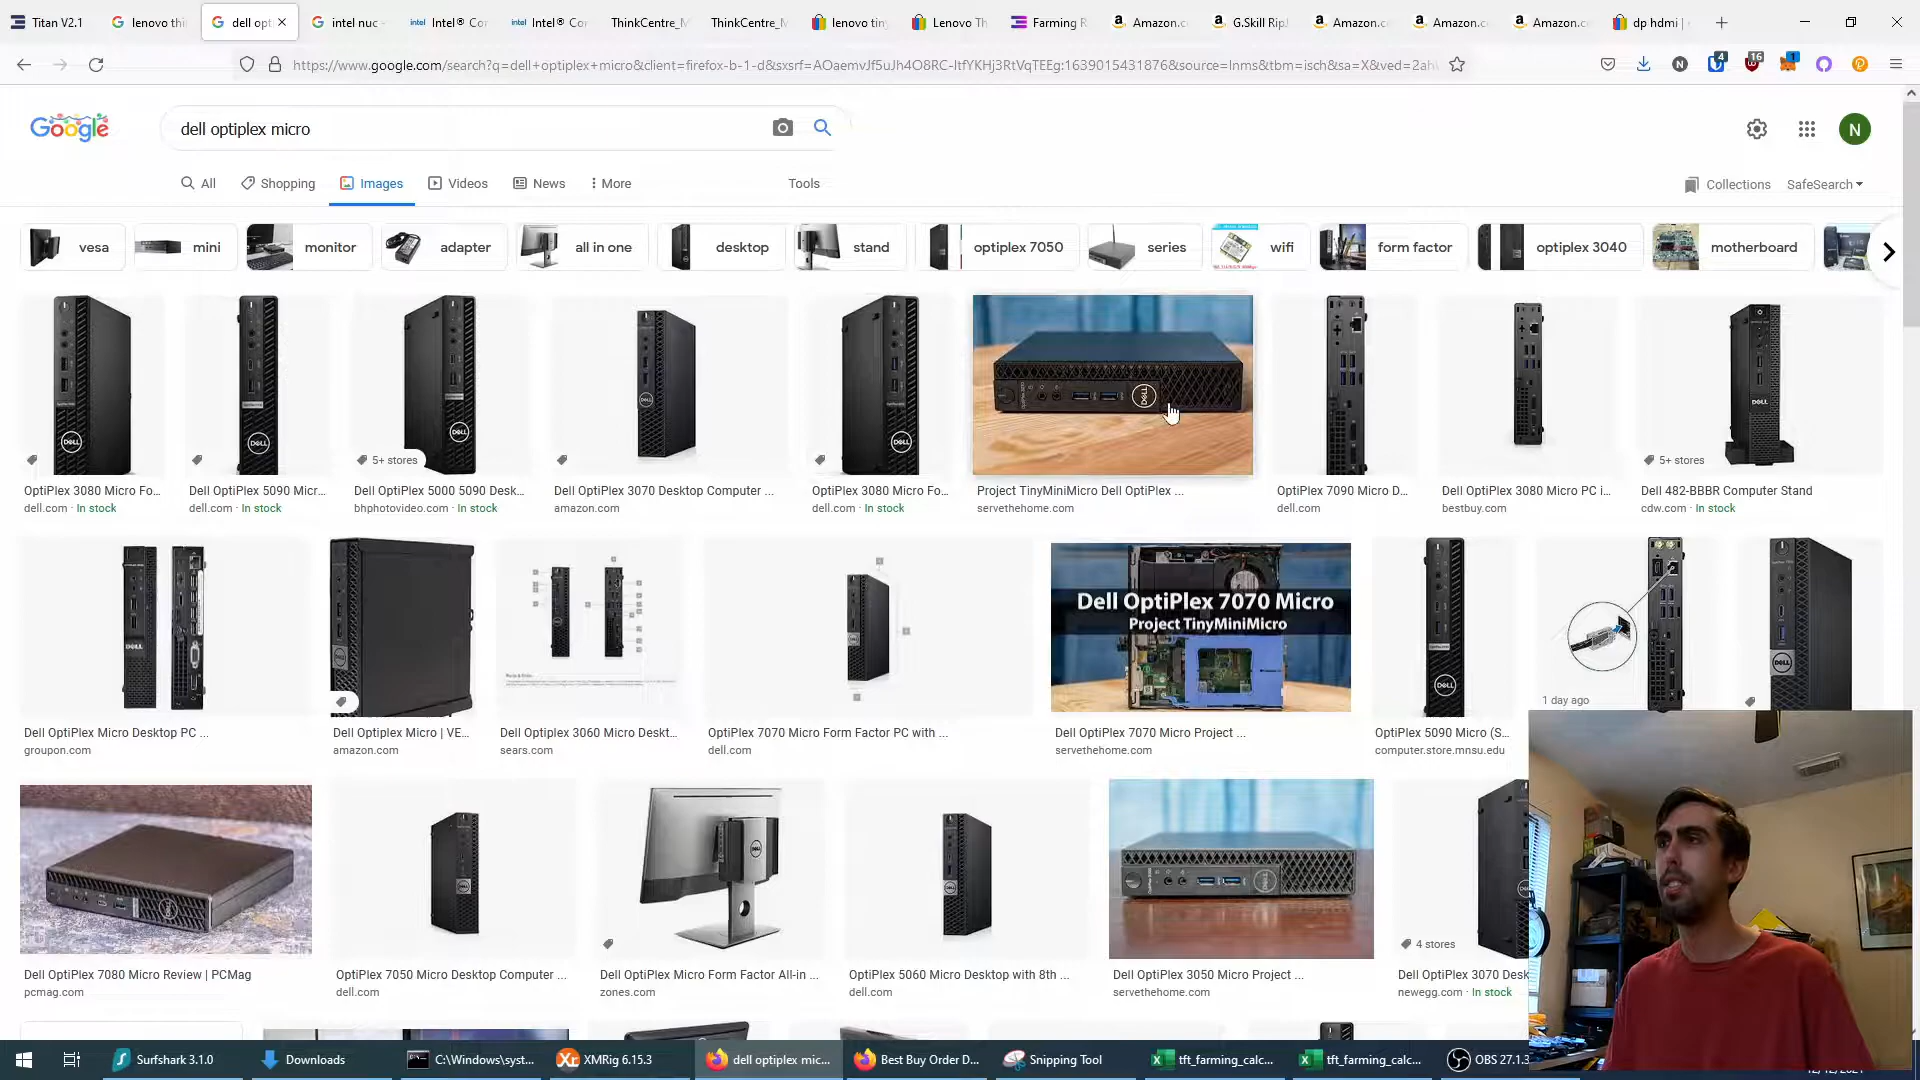 Titan V2.1
lenovo thi
dell opti
intel nuc -
Intel® Cor
Intel® Cor
ThinkCentre_M
ThinkCentre_M
lenovo tiny
Lenovo Th
Farming R
Amazon.c
G.Skill RipJ
Amazon.ce
Amazon.c
Amazon.c
dp hdmi |
https://www.google.com/search?q=dell+optiplex+micro&client=firefox-b-1-d&sxsrf=AOaemvJf5uJh4O8RC-ItfYKHj3RtVqTEEg:1639015431876&source=lnms&tbm=isch&sa=X&ved=2ah
4
16
1
Google
dell optiplex micro
N
All
Shopping
Images
Videos
News
More
Tools
Collections
SafeSearch
vesa
mini
monitor
adapter
all in one
desktop
stand
optiplex 7050
series
wifi
form factor
optiplex 3040
motherboard
5+ stores
5+ stores
OptiPlex 3080 Micro Fo...
Dell OptiPlex 5090 Micr...
Dell OptiPlex 5000 5090 Desk...
Dell OptiPlex 3070 Desktop Computer ...
OptiPlex 3080 Micro Fo...
Project TinyMiniMicro Dell OptiPlex ...
OptiPlex 7090 Micro D...
Dell OptiPlex 3080 Micro PC i...
Dell 482-BBBR Computer Stand
dell.com · In stock
dell.com · In stock
bhphotovideo.com · In stock
amazon.com
dell.com · In stock
servethehome.com
dell.com
bestbuy.com
cdw.com · In stock
Dell OptiPlex 7070 Micro
Project TinyMiniMicro
1 day ago
Dell OptiPlex Micro Desktop PC ...
Dell Optiplex Micro | VE...
Dell Optiplex 3060 Micro Deskt...
OptiPlex 7070 Micro Form Factor PC with ...
Dell OptiPlex 7070 Micro Project ...
OptiPlex 5090 Micro (S...
groupon.com
amazon.com
sears.com
dell.com
servethehome.com
computer.store.mnsu.edu
4 stores
Dell OptiPlex 7080 Micro Review | PCMag
OptiPlex 7050 Micro Desktop Computer ...
Dell OptiPlex Micro Form Factor All-in ...
OptiPlex 5060 Micro Desktop with 8th ...
Dell OptiPlex 3050 Micro Project ...
Dell OptiPlex 3070 Desk
pcmag.com
dell.com
zones.com
dell.com
servethehome.com
newegg.com · In stock
Surfshark 3.1.0
Downloads
C:\Windows\syst...
XMRig 6.15.3
dell optiplex mic...
Best Buy Order D...
Snipping Tool
tft_farming_calc...
tft_farming_calc...
OBS 27.1.3